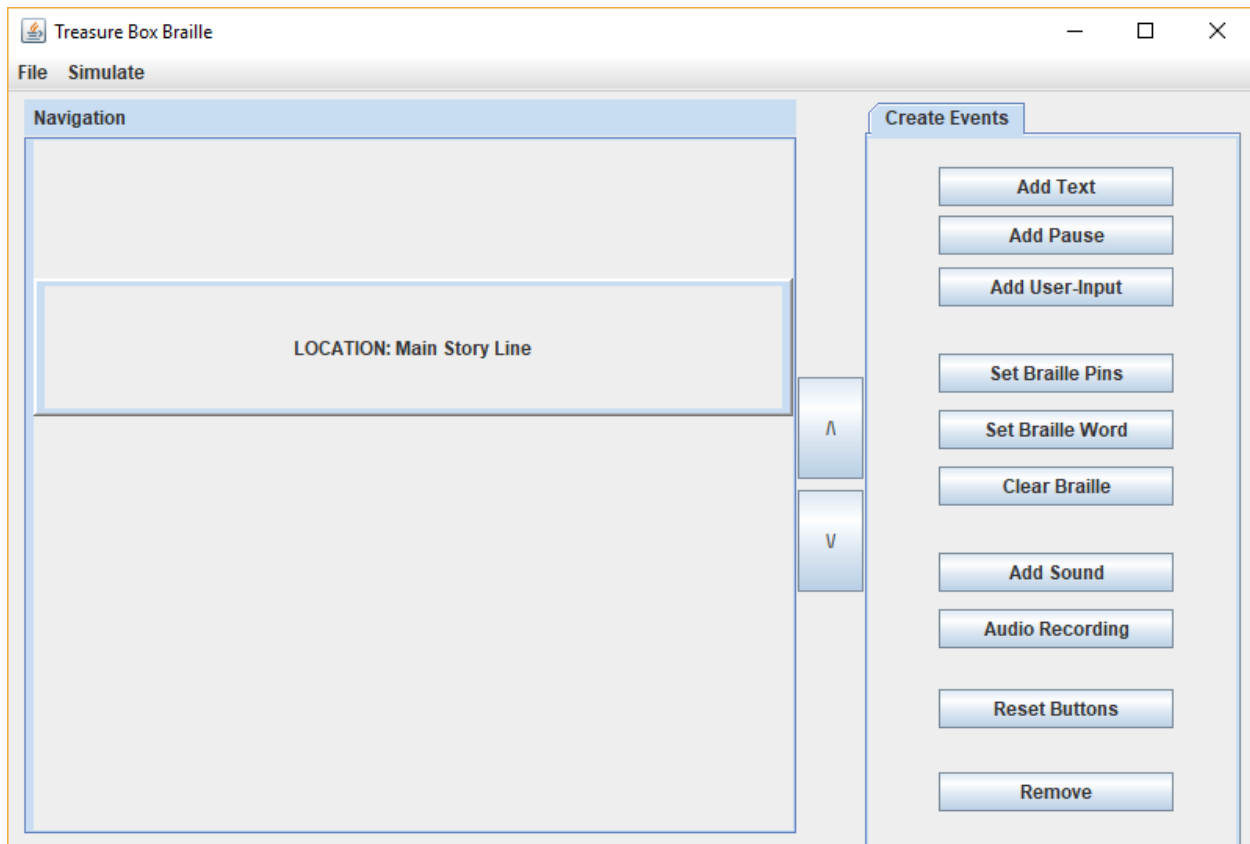 Treasure Box Braille
File Simulate
Navigation
LOCATION: Main Story Line
/\
\/
Create Events
Add Text
Add Pause
Add User-Input
Set Braille Pins
Set Braille Word
Clear Braille
Add Sound
Audio Recording
Reset Buttons
Remove